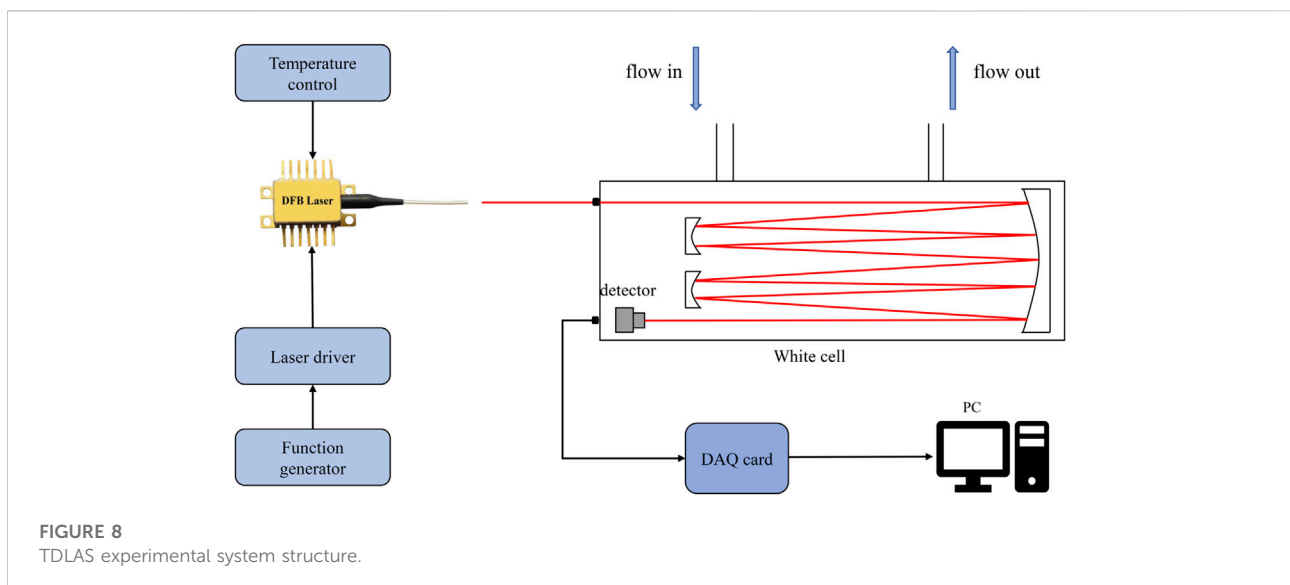 Temperature
control
flow in
flow out
DFB Laser
detector
Laser driver
White cell
Function
generator
DAQ card
PC
FIGURE 8
TDLAS experimental system structure.